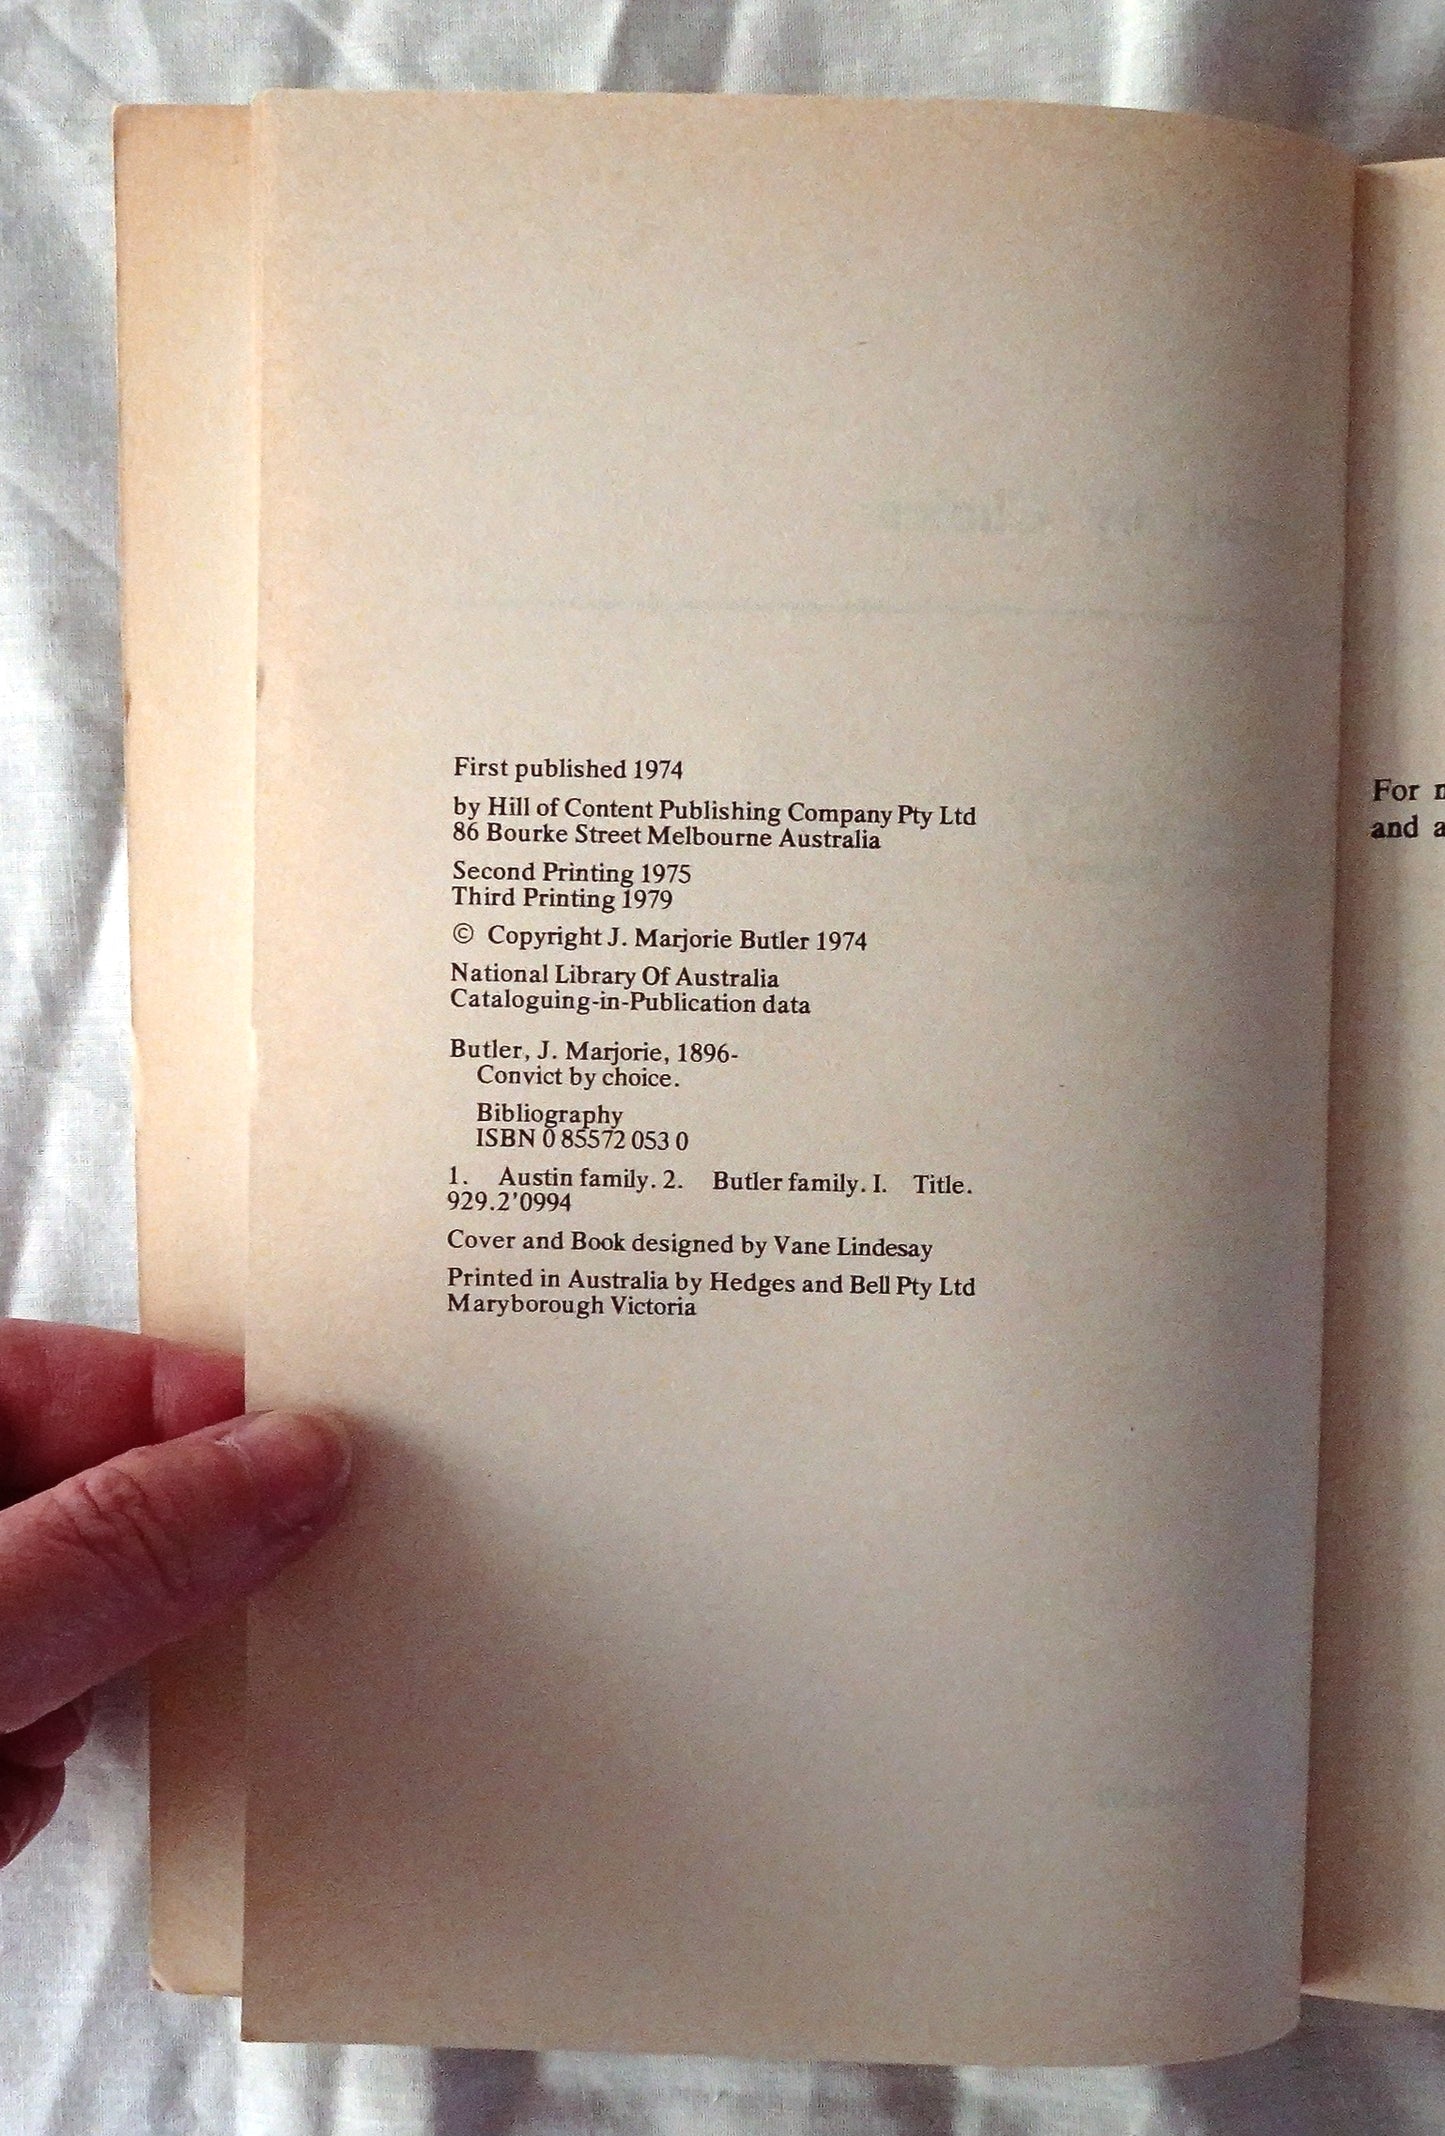 First published 1974
by Hill of Content Publishing Company Pty Ltd
86 Bourke Street Melbourne Australia
Second Printing 1975
Third Printing 1979
© Copyright J. Marjorie Butler 1974
National Library Of Australia
Cataloguing-in-Publication data
Butler, J. Marjorie, 1896-
Convict by choice.
Bibliography
ISBN 0 85572 053 0
1. Austin family. 2. Butler family. I. Title.
929.2'0994
Cover and Book designed by Vane Lindesay
Printed in Australia by Hedges and Bell Pty Ltd
Maryborough Victoria
For
and